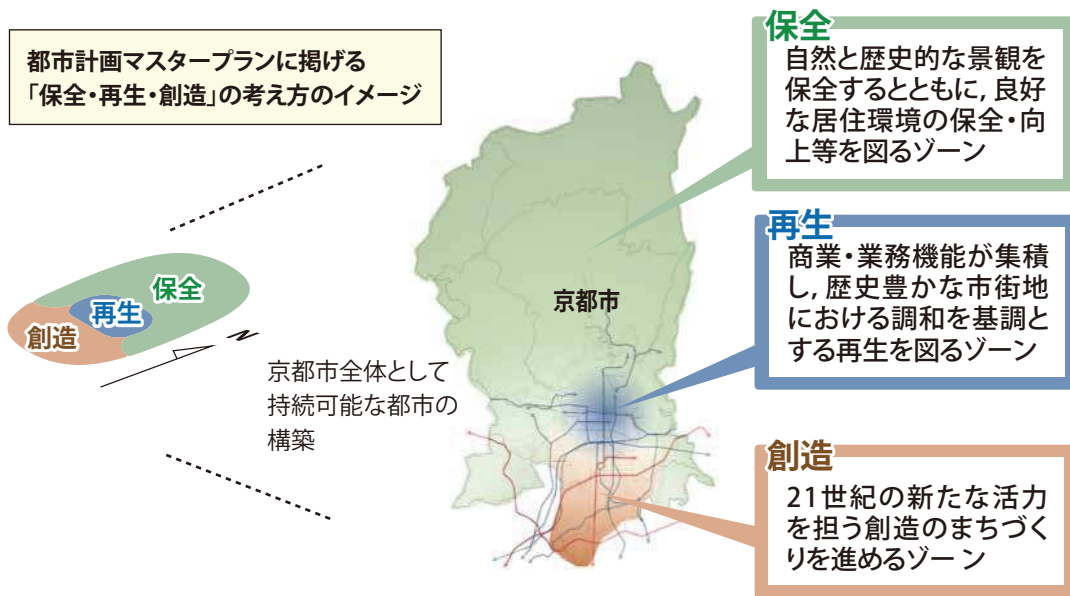 都市計画マスタープランに掲げる
「保全・再生・創造」の考え方のイメージ
保全
再生
創造
N
京都市全体として
持続可能な都市の
構築
京都市
保全
自然と歴史的な景観を
保全するとともに,良好
な居住環境の保全・向
上等を図るゾーン
再生
商業・業務機能が集積
し,歴史豊かな市街地
における調和を基調と
する再生を図るゾーン
創造
21世紀の新たな活力
を担う創造のまちづく
りを進めるゾーン